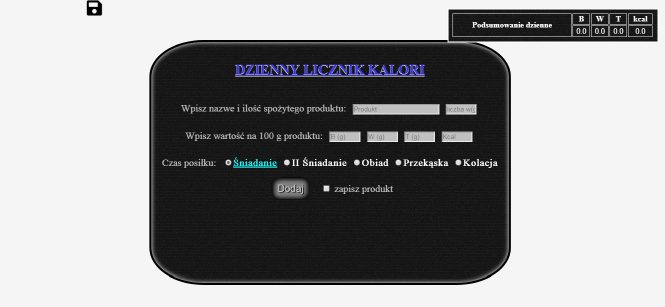 Podsumowanie dzienne B W T kcal
0.0 0.0 0.0 0.0
DZIENNY LICZNIK KALORI
Wpisz nazwe i ilość spożytego produktu: Produkt liczba w(g
Wpisz wartość na 100 g produktu: B (g) W (g) T (g) Kcal
Czas posiłku: Śniadanie II Śniadanie Obiad Przekąska Kolacja
Dodaj zapisz produkt